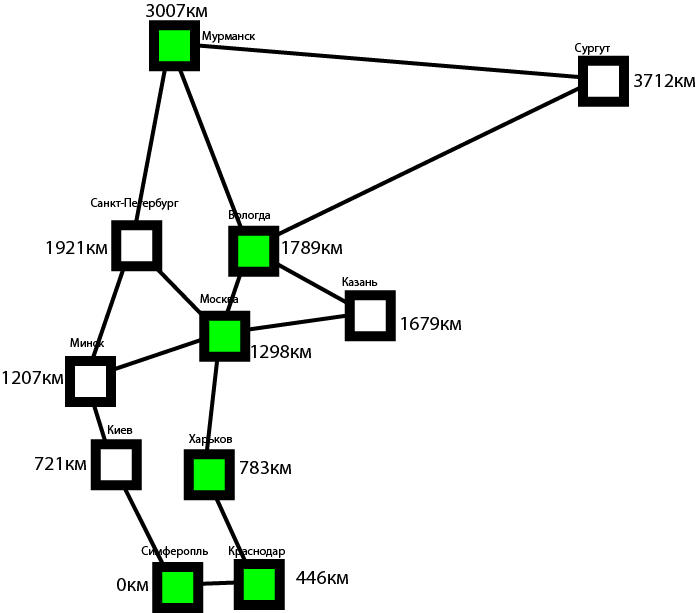 3007км
Мурманск
Сургут
3712км
Санкт-Петербург
1921км
Вологда
1789км
Казань
1679км
Москва
1298км
Минск
1207км
Киев
721км
Харьков
783км
Симферопль
0км
Краснодар
446км